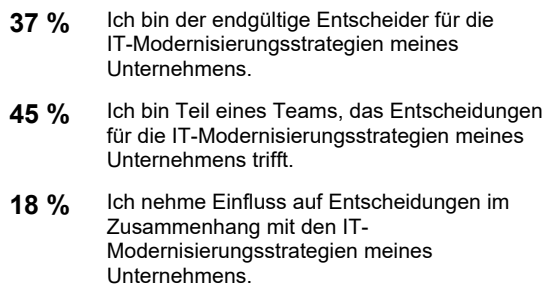 37 % Ich bin der endgültige Entscheider für die
IT-Modernisierungsstrategien meines
Unternehmens.
45 % Ich bin Teil eines Teams, das Entscheidungen
für die IT-Modernisierungsstrategien meines
Unternehmens trifft.
18 % Ich nehme Einfluss auf Entscheidungen im
Zusammenhang mit den IT-
Modernisierungsstrategien meines
Unternehmens.